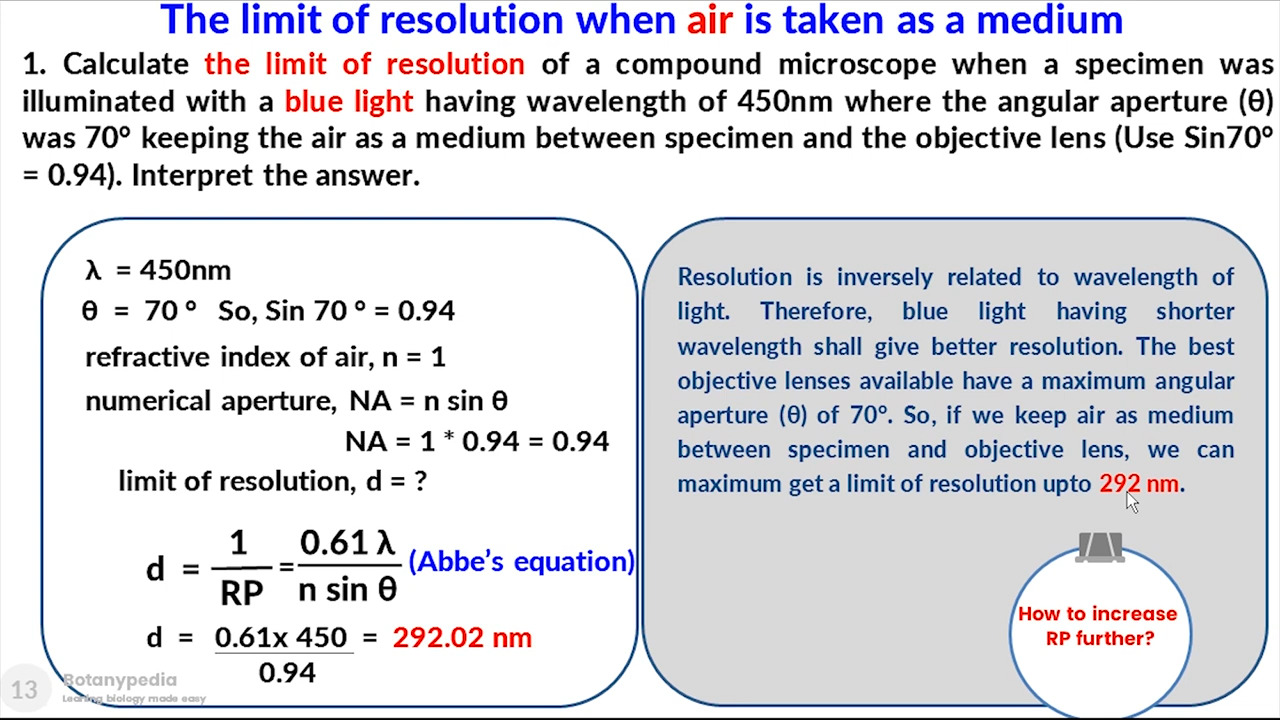 The limit of resolution when air is taken as a medium
1. Calculate the limit of resolution of a compound microscope when a specimen was
illuminated with a blue light having wavelength of 450nm where the angular aperture (θ)
was 70° keeping the air as a medium between specimen and the objective lens (Use Sin70°
= 0.94). Interpret the answer.
λ = 450nm
θ = 70 ° So, Sin 70 ° = 0.94
refractive index of air, n = 1
numerical aperture, NA = n sin θ
NA = 1 * 0.94 = 0.94
limit of resolution, d = ?
d = 1/RP = 0.61 λ/n sin θ (Abbe's equation)
d = 0.61x 450/0.94 = 292.02 nm
Resolution is inversely related to wavelength of
light. Therefore, blue light having shorter
wavelength shall give better resolution. The best
objective lenses available have a maximum angular
aperture (θ) of 70°. So, if we keep air as medium
between specimen and objective lens, we can
maximum get a limit of resolution upto 292 nm.
How to increase
RP further?
13
Botanypedia
Learning biology made easy